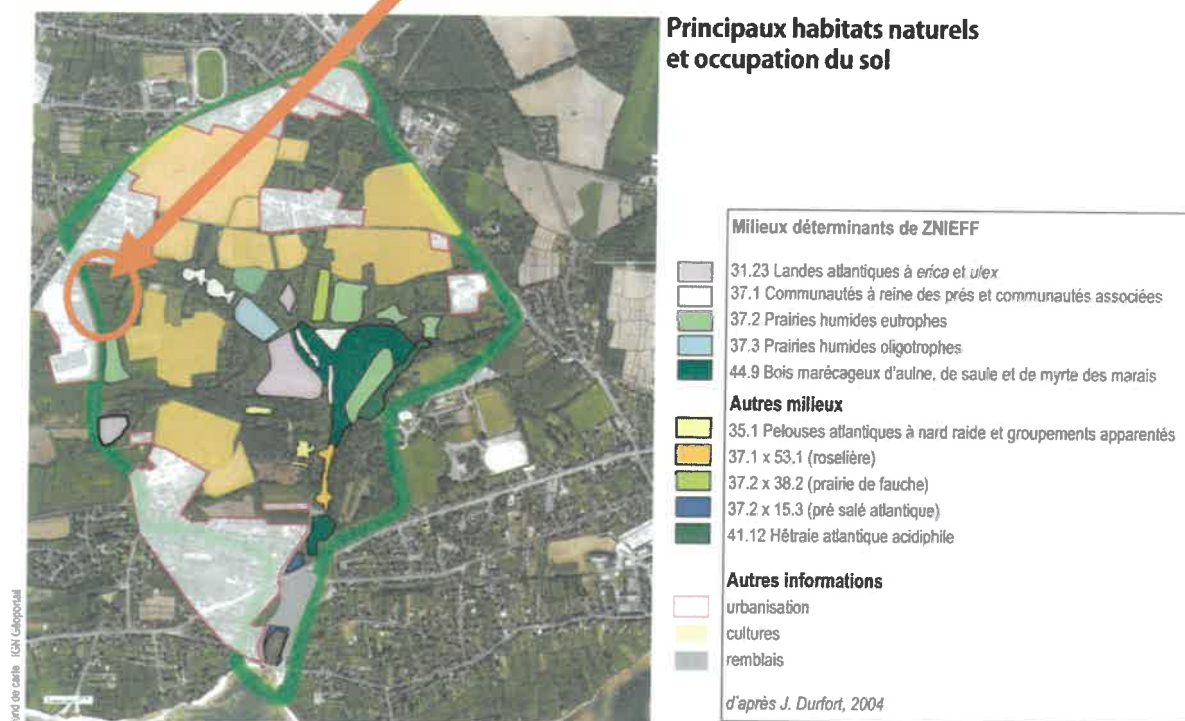 Principaux habitats naturels
et occupation du sol
Milieux déterminants de ZNIEFF
31.23 Landes atlantiques à erica et ulex
37.1 Communautés à reine des prés et communautés associées
37.2 Prairies humides eutrophes
37.3 Prairies humides oligotrophes
44.9 Bois marécageux d'aulne, de saule et de myrte des marais
Autres milieux
35.1 Pelouses atlantiques à nard raide et groupements apparentés
37.1 x 53.1 (roselière)
37.2 x 38.2 (prairie de fauche)
37.2 x 15.3 (pré salé atlantique)
41.12 Hêtraie atlantique acidiphile
Autres informations
urbanisation
cultures
remblais
d'après J. Durfort, 2004
de carte IGN Géoportail